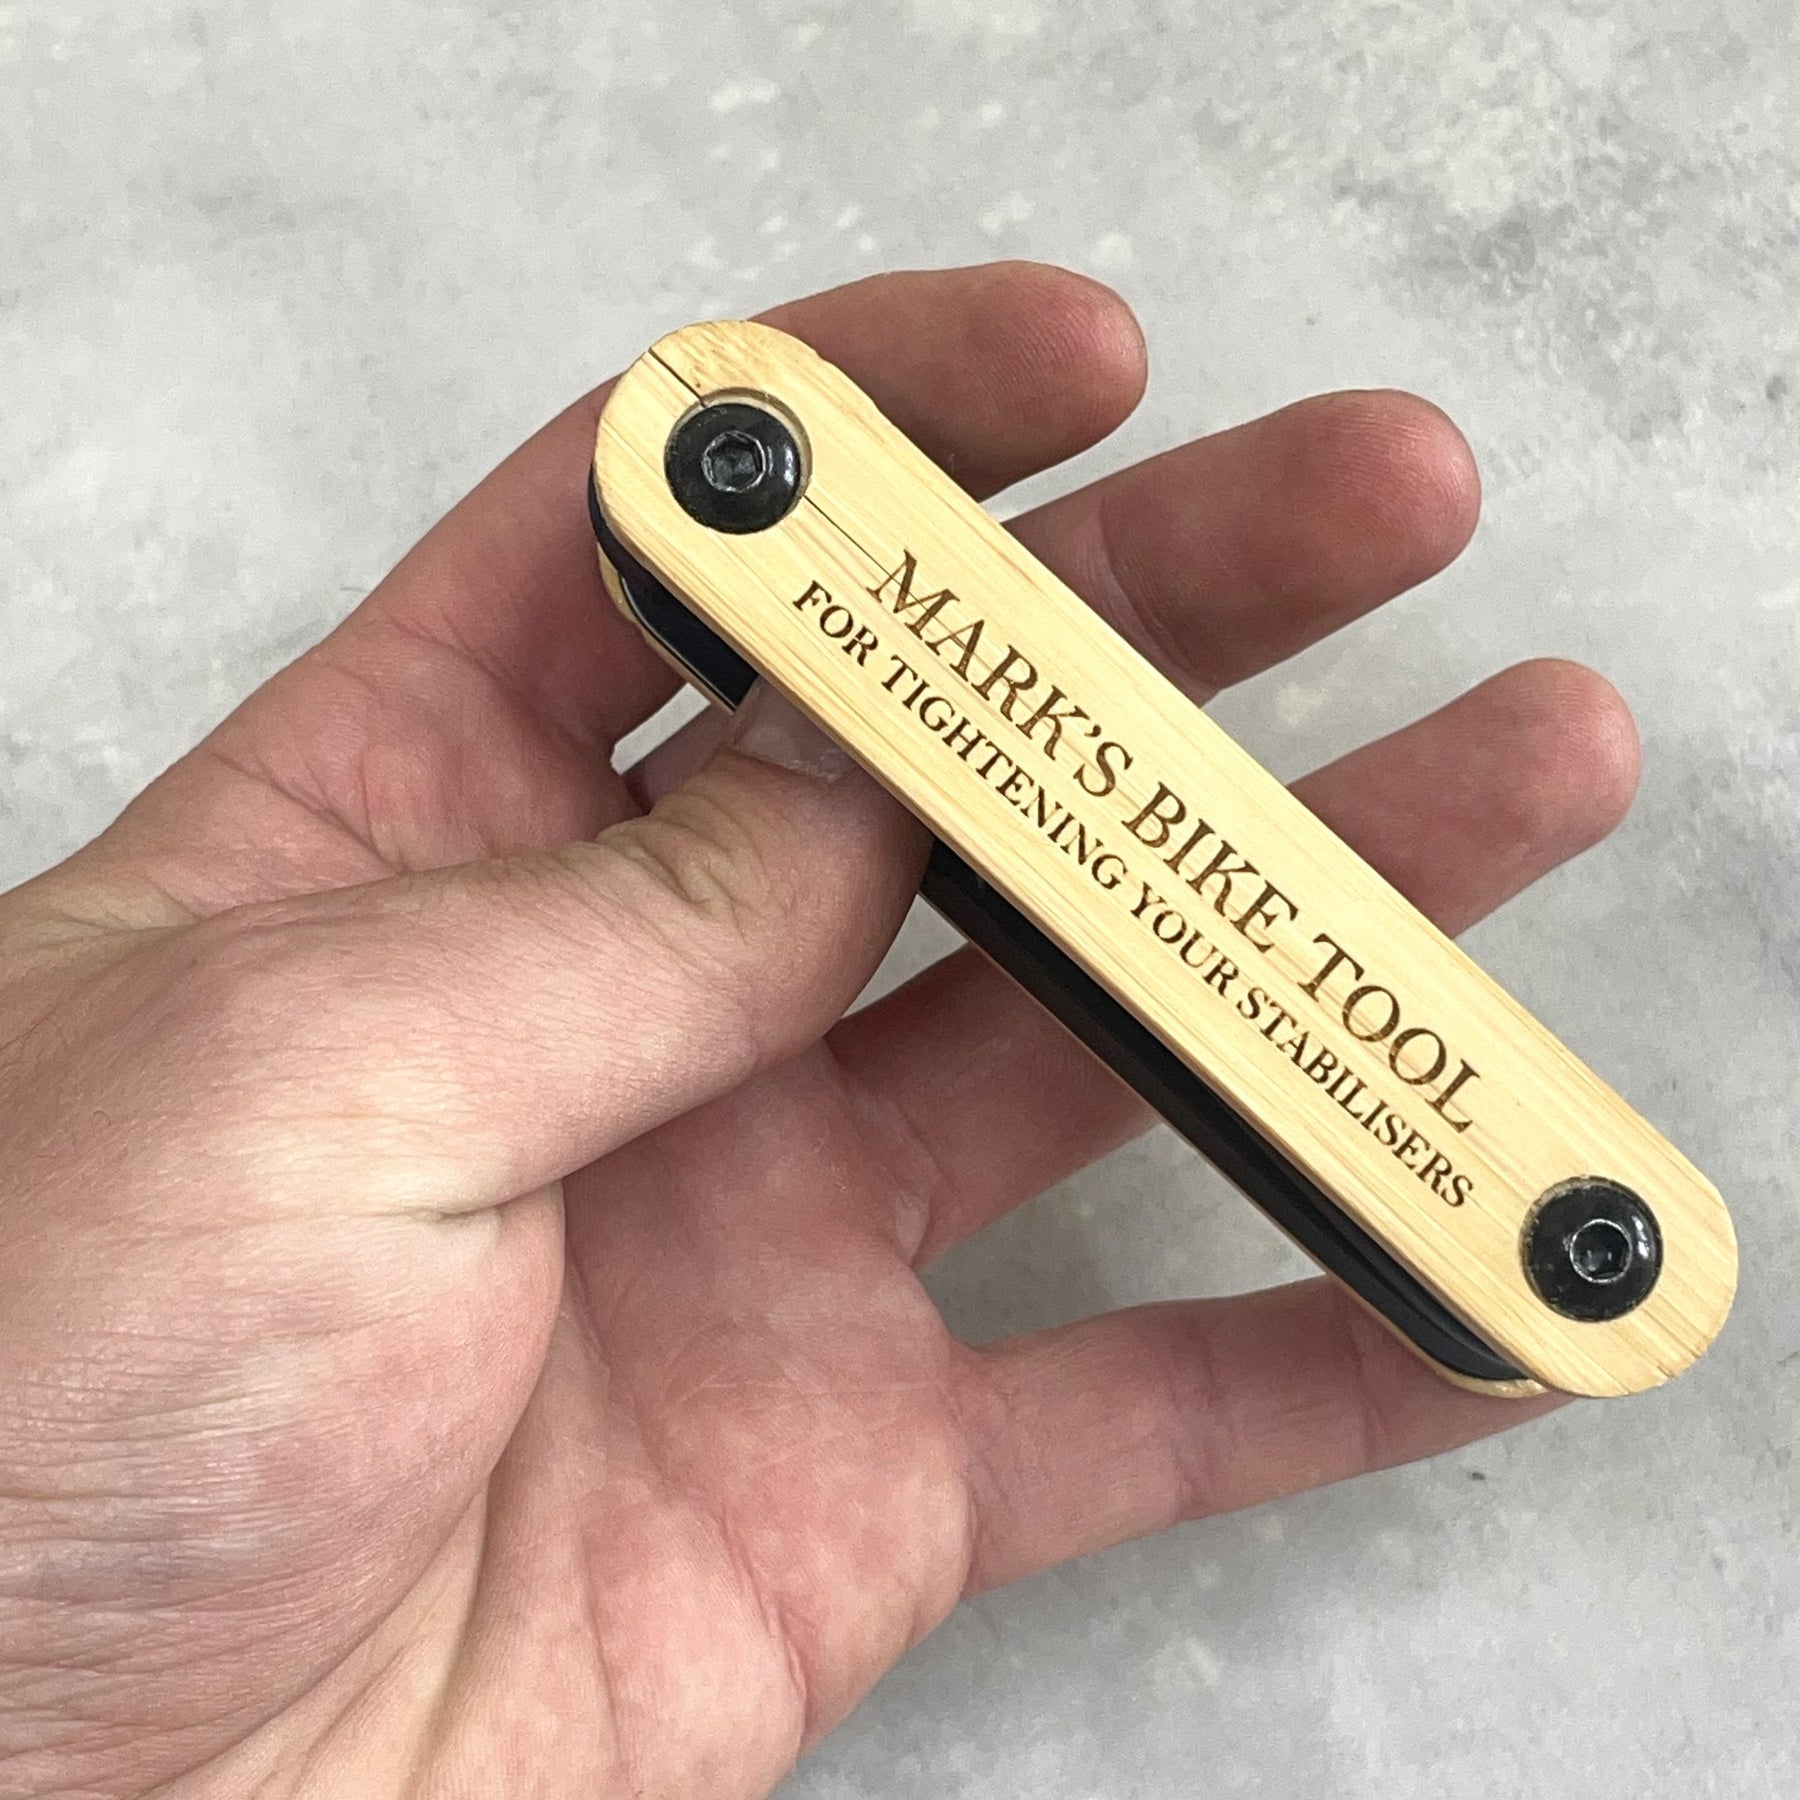 MARK'S BIKE TOOL
FOR TIGHTENING YOUR STABILISERS